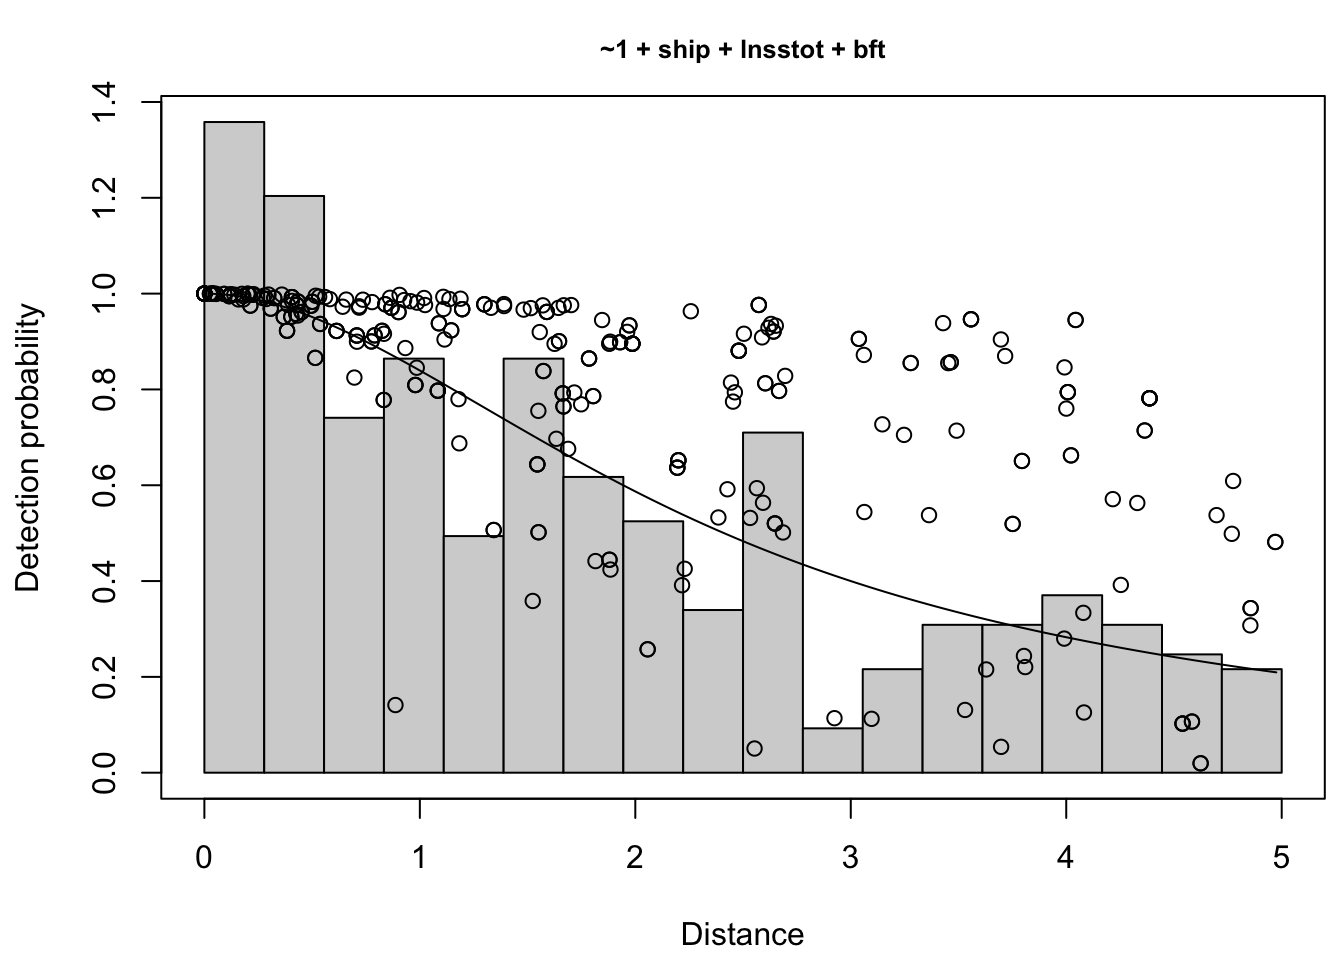 ~1 + ship + lnsstot + bft
1.4
1.2
1.0
0.8
0.6
0.4
0.2
0.0
Detection probability
0 1 2 3 4 5
Distance